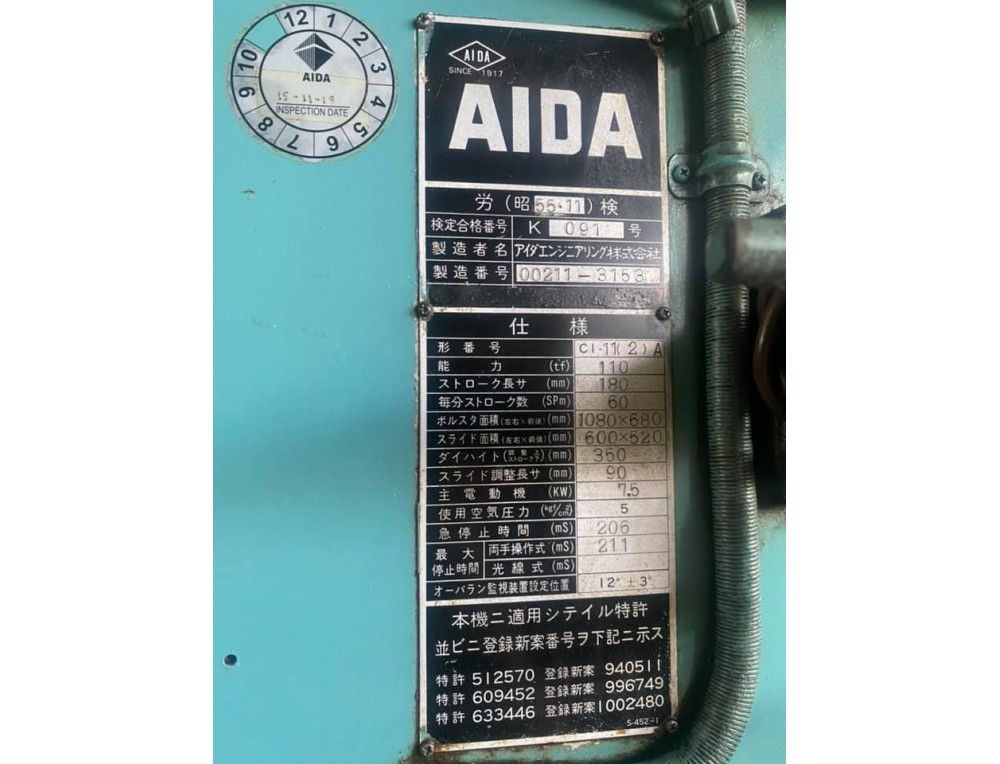 12 1 2 3 4 5 6 7 8 9 10
AIDA
INSPECTION DATE
AIDA
SINCE 1917
AIDA
労(昭55・11)検
検定合格番号 K 091 号
製造者名 アイダエンジニアリング株式会社
製造番号 00211-3153
仕様
形番号 C1-11(2)A
能力 (tf) 110
ストローク長サ (mm) 180
毎分ストローク数 (SPm) 60
ボルスタ面積(左右×前後)(mm) 1080×680
スライド面積(左右×前後)(mm) 600×520
ダイハイト (mm) 350
スライド調整長サ (mm) 90
主電動機 (KW) 7.5
使用空気圧力 (kgf/cm²) 5
急停止時間 (mS) 206
最大停止時間 両手操作式 (mS) 211
光線式 (mS)
オーバラン監視装置設定位置 12°±3°
本機ニ適用シテイル特許
並ビニ登録新案番号ヲ下記ニ示ス
特許 512570 登録新案 940511
特許 609452 登録新案 996749
特許 633446 登録新案 1002480
S-452-1